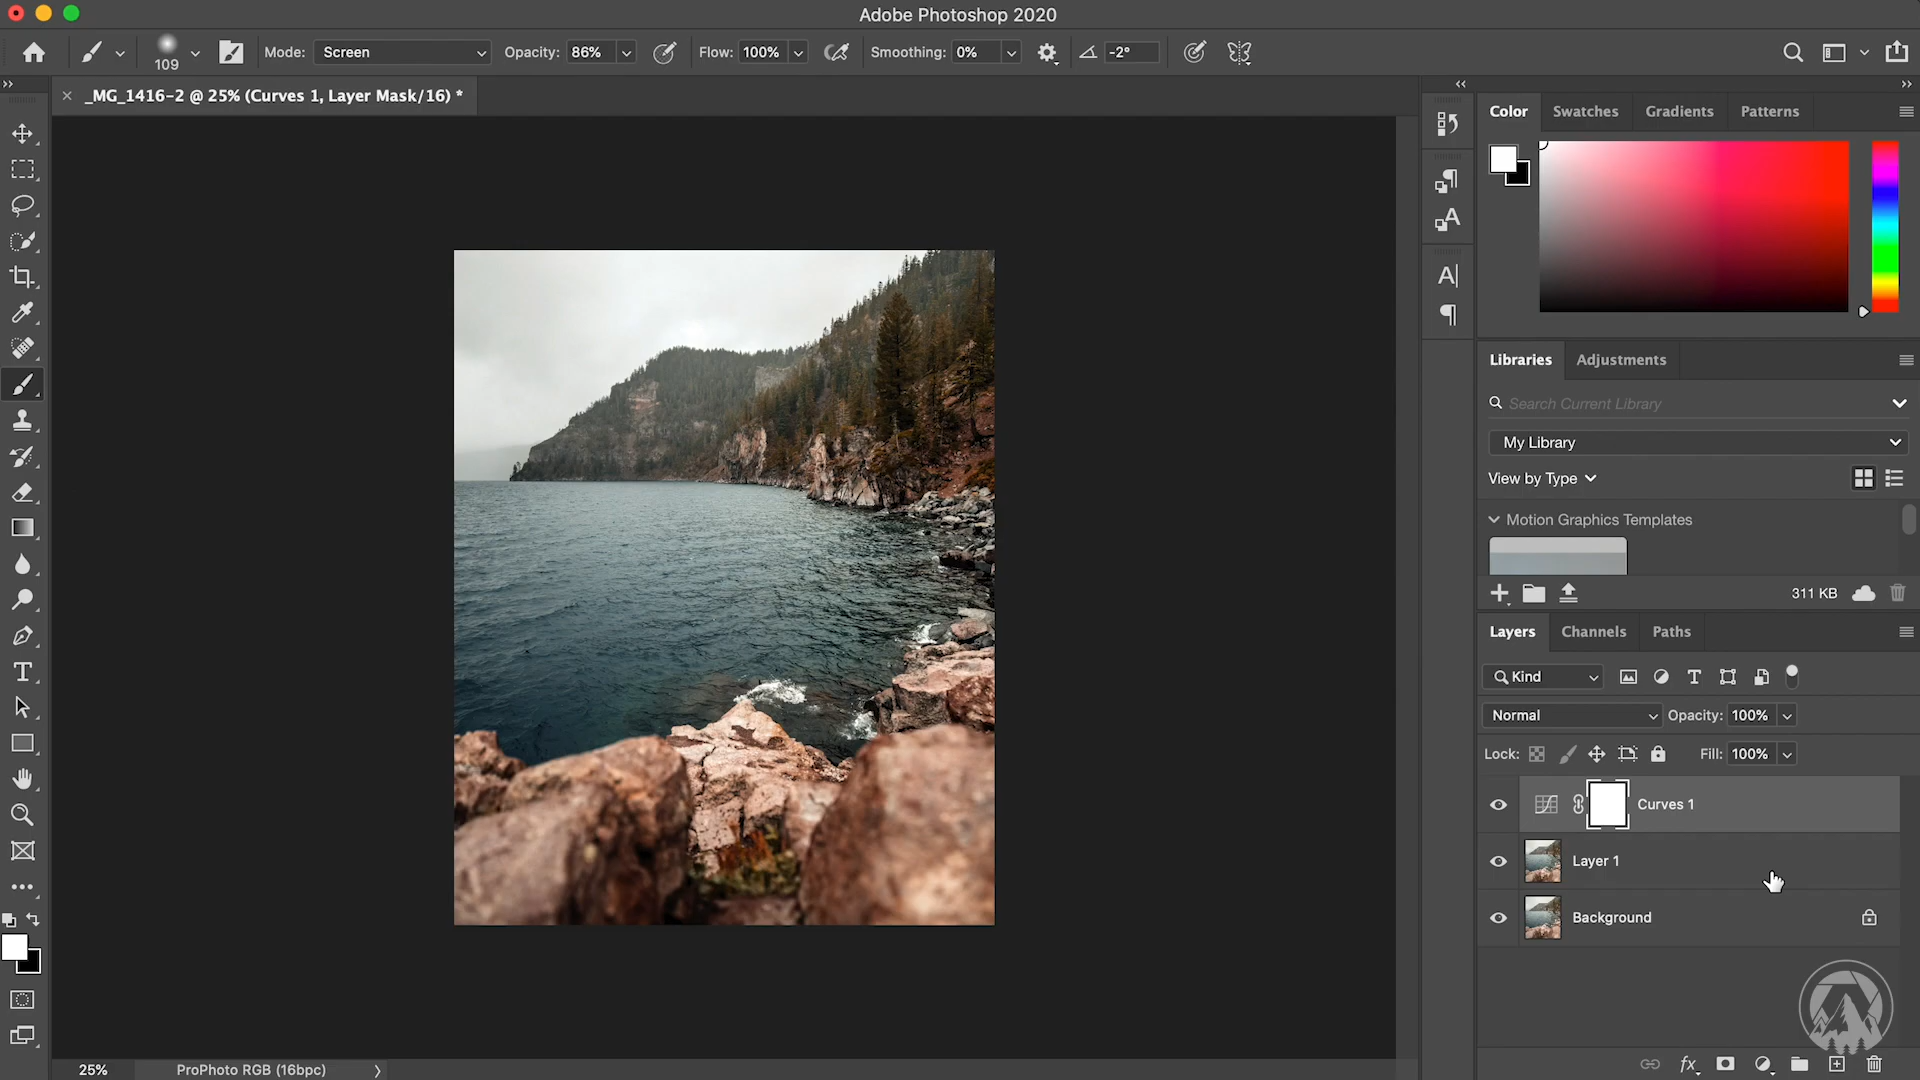 Adobe Photoshop 2020
109
Mode: Screen
Opacity: 86%
Flow: 100%
Smoothing: 0%
-2°
_MG_1416-2 @ 25% (Curves 1, Layer Mask/16) *
Color
Swatches
Gradients
Patterns
Libraries
Adjustments
Search Current Library
My Library
View by Type
Motion Graphics Templates
311 KB
Layers
Channels
Paths
Kind
Normal
Opacity: 100%
Lock:
Fill: 100%
Curves 1
Layer 1
Background
fx
25%
ProPhoto RGB (16bpc)